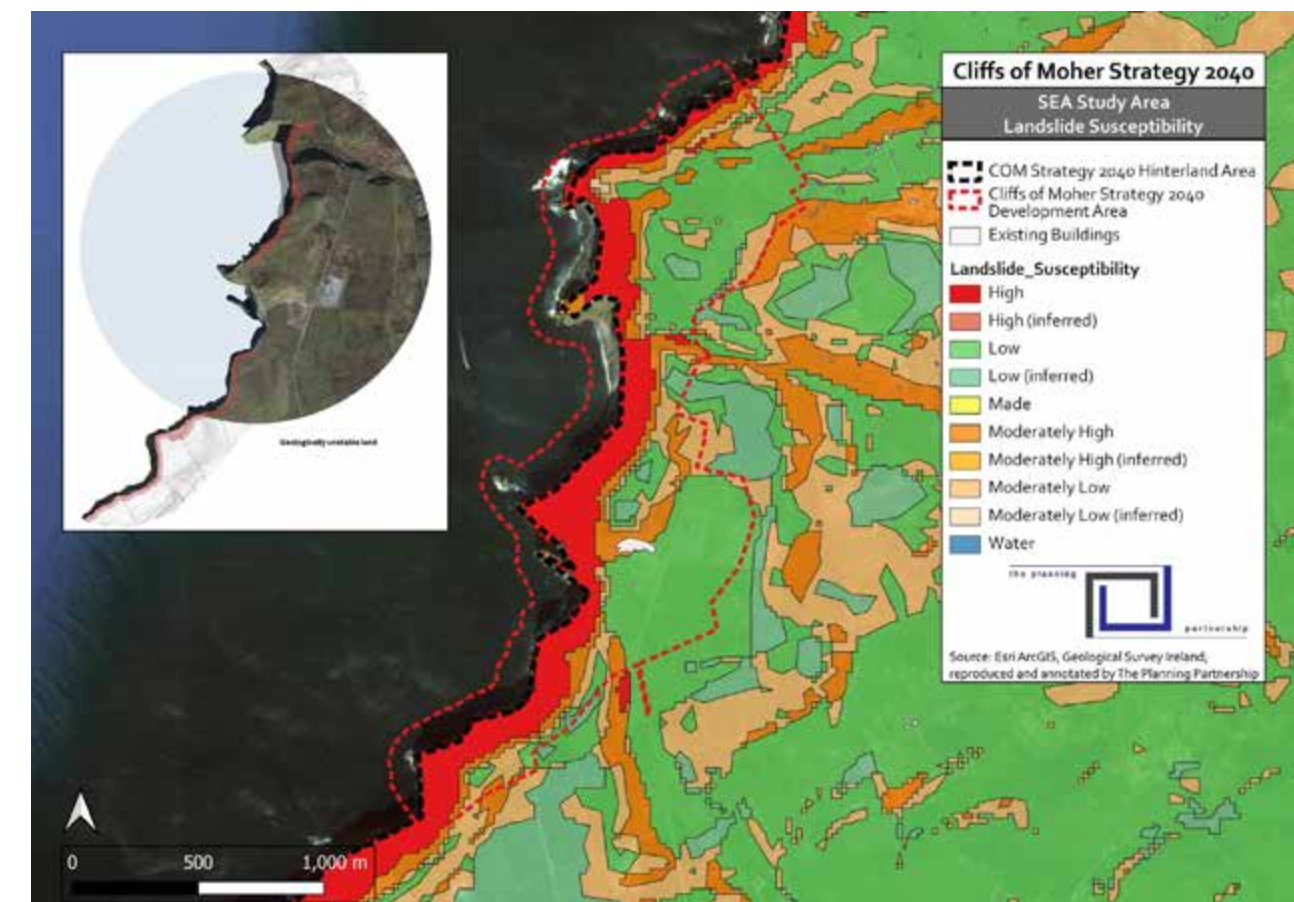 Geologically unstable land
Cliffs of Moher Strategy 2040
SEA Study Area
Landslide Susceptibility
COM Strategy 2040 Hinterland Area
Cliffs of Moher Strategy 2040
Development Area
Existing Buildings
Landslide_Susceptibility
High
High (inferred)
Low
Low (inferred)
Made
Moderately High
Moderately High (inferred)
Moderately Low
Moderately Low (inferred)
Water
the planning
partnership
Source: Esri ArcGIS, Geological Survey Ireland,
reproduced and annotated by The Planning Partnership
0 500 1,000 m